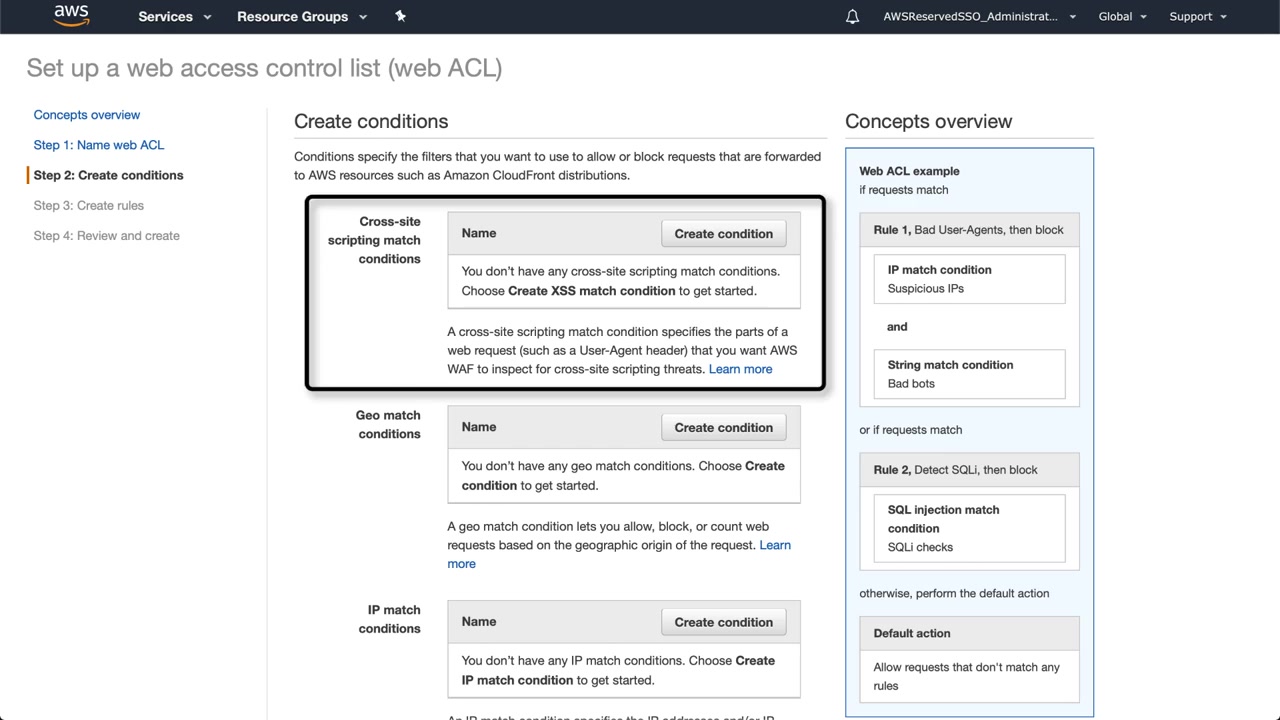 aws
Services
Resource Groups
AWSReservedSSO_Administrat...
Global
Support
Set up a web access control list (web ACL)
Concepts overview
Step 1: Name web ACL
Step 2: Create conditions
Step 3: Create rules
Step 4: Review and create
Create conditions
Conditions specify the filters that you want to use to allow or block requests that are forwarded
to AWS resources such as Amazon CloudFront distributions.
Cross-site
scripting match
conditions
Name
Create condition
You don't have any cross-site scripting match conditions.
Choose Create XSS match condition to get started.
A cross-site scripting match condition specifies the parts of a
web request (such as a User-Agent header) that you want AWS
WAF to inspect for cross-site scripting threats. Learn more
Geo match
conditions
Name
Create condition
You don't have any geo match conditions. Choose Create
condition to get started.
A geo match condition lets you allow, block, or count web
requests based on the geographic origin of the request. Learn
more
IP match
conditions
Name
Create condition
You don't have any IP match conditions. Choose Create
IP match condition to get started.
An IP match condition specifies the IP addresses and/or IP
Concepts overview
Web ACL example
if requests match
Rule 1, Bad User-Agents, then block
IP match condition
Suspicious IPs
and
String match condition
Bad bots
or if requests match
Rule 2, Detect SQLi, then block
SQL injection match
condition
SQLi checks
otherwise, perform the default action
Default action
Allow requests that don't match any
rules